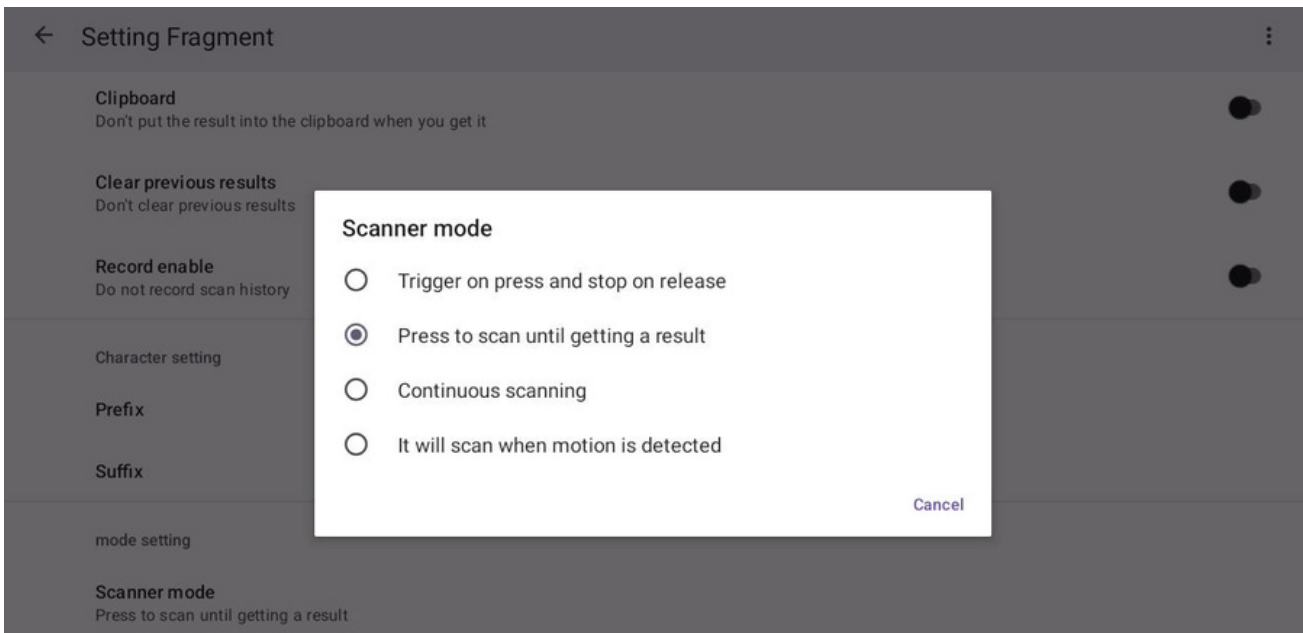 Setting Fragment
Clipboard
Don't put the result into the clipboard when you get it
Clear previous results
Don't clear previous results
Record enable
Do not record scan history
Character setting
Prefix
Suffix
mode setting
Scanner mode
Press to scan until getting a result
Scanner mode
Trigger on press and stop on release
Press to scan until getting a result
Continuous scanning
It will scan when motion is detected
Cancel